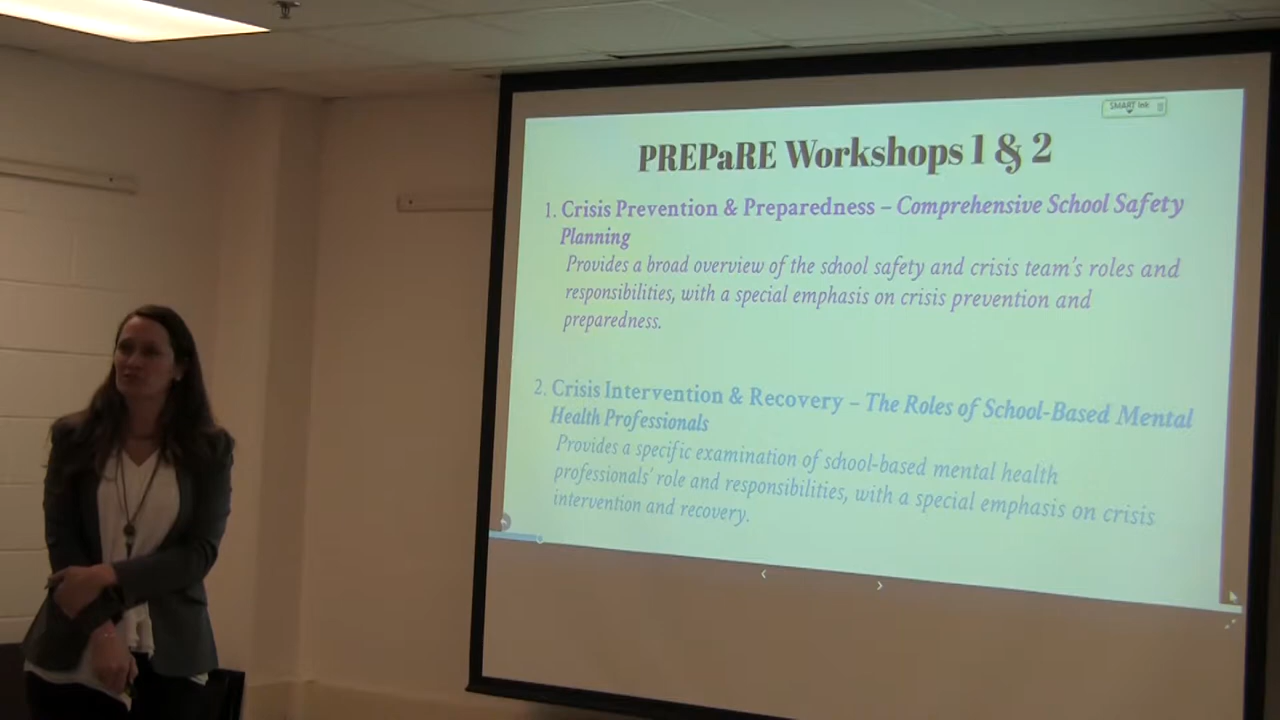 SMART Ink
PREPaRE Workshops 1 & 2
1. Crisis Prevention & Preparedness – Comprehensive School Safety
Planning
Provides a broad overview of the school safety and crisis team's roles and
responsibilities, with a special emphasis on crisis prevention and
preparedness.
2. Crisis Intervention & Recovery – The Roles of School-Based Mental
Health Professionals
Provides a specific examination of school-based mental health
professionals' role and responsibilities, with a special emphasis on crisis
intervention and recovery.